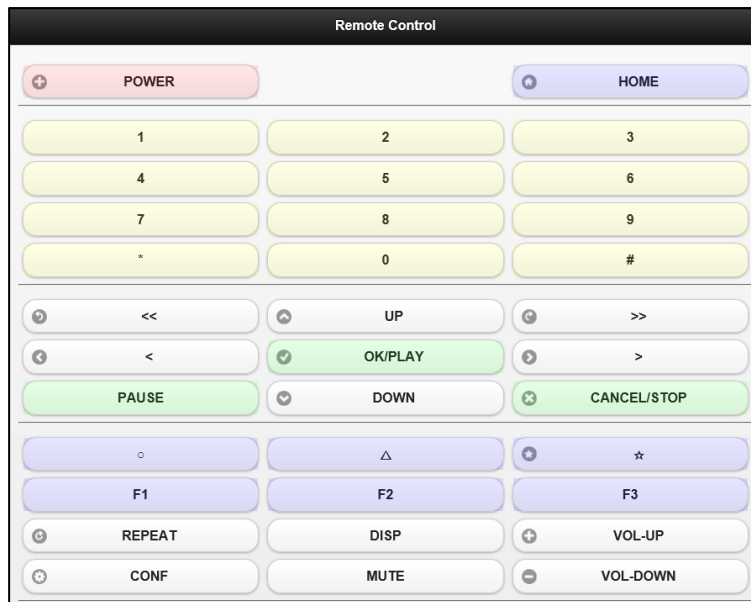 Remote Control
POWER HOME
1 2 3
4 5 6
7 8 9
* 0 #
<< UP >>
< OK/PLAY >
PAUSE DOWN CANCEL/STOP
○ △ ☆
F1 F2 F3
REPEAT DISP VOL-UP
CONF MUTE VOL-DOWN